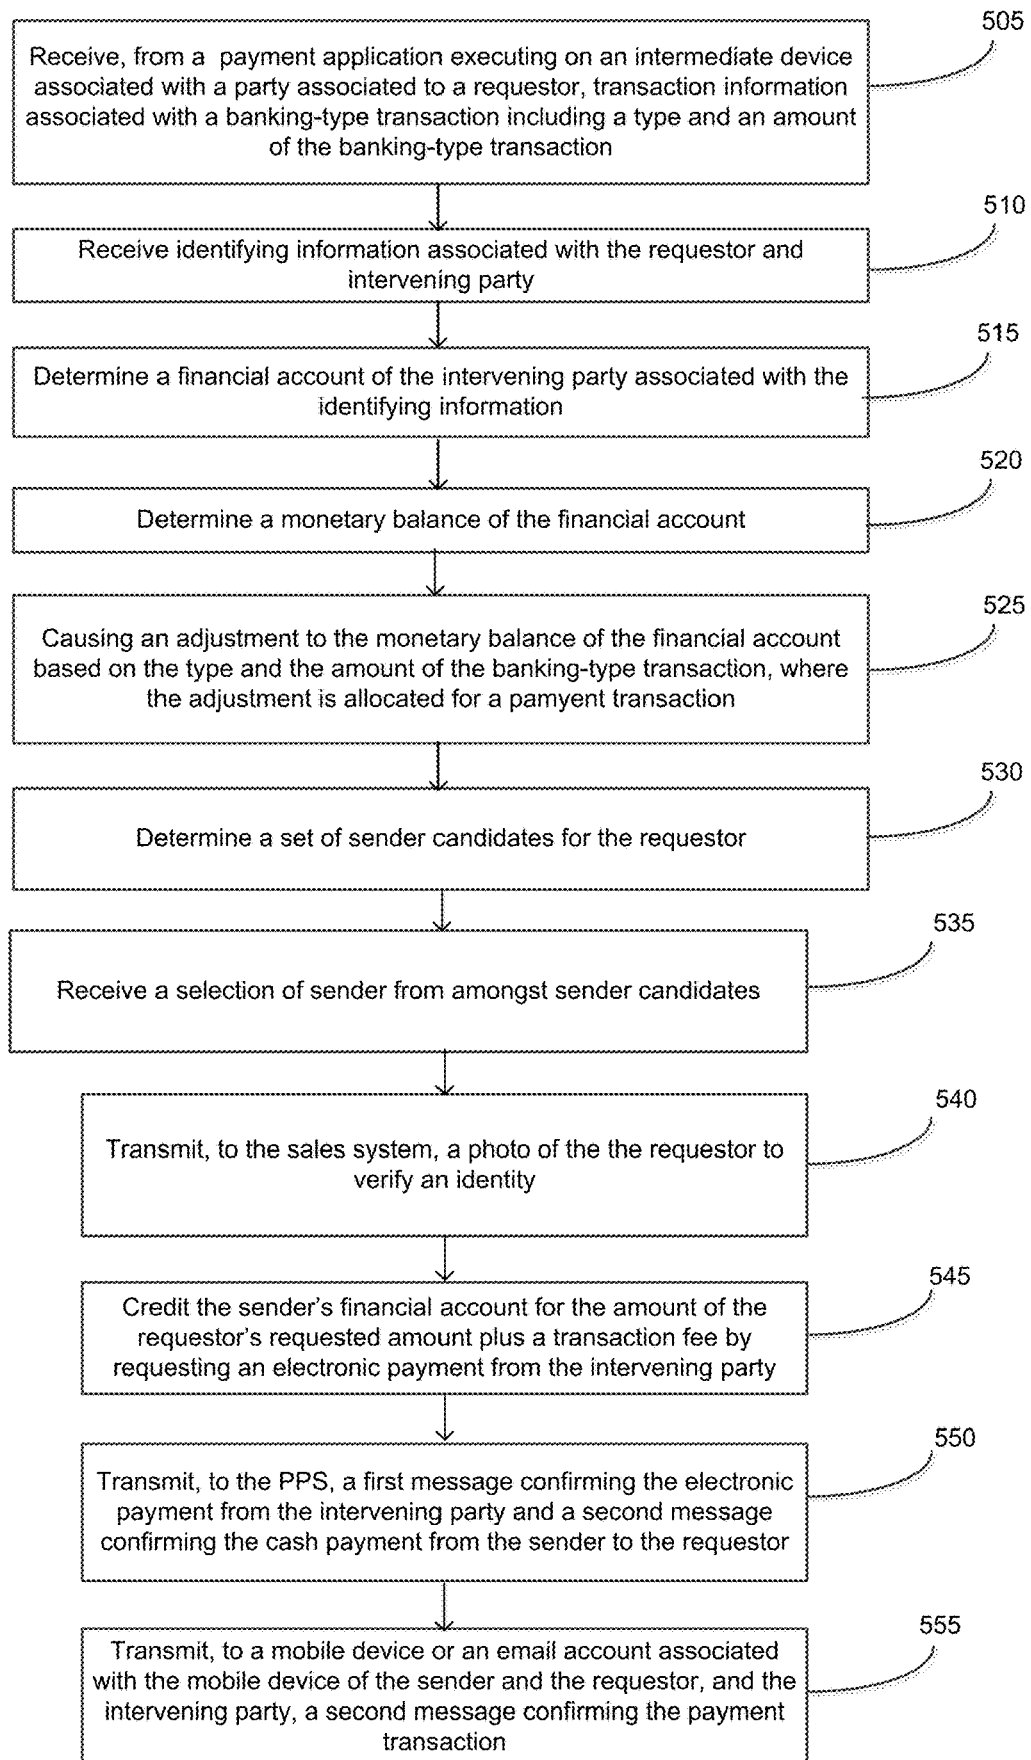 505
Receive, from a payment application executing on an intermediate device
associated with a party associated to a requestor, transaction information
associated with a banking-type transaction including a type and an amount
of the banking-type transaction
510
Receive identifying information associated with the requestor and
intervening party
515
Determine a financial account of the intervening party associated with the
identifying information
520
Determine a monetary balance of the financial account
525
Causing an adjustment to the monetary balance of the financial account
based on the type and the amount of the banking-type transaction, where
the adjustment is allocated for a pamyent transaction
530
Determine a set of sender candidates for the requestor
535
Receive a selection of sender from amongst sender candidates
540
Transmit, to the sales system, a photo of the the requestor to
verify an identity
545
Credit the sender's financial account for the amount of the
requestor's requested amount plus a transaction fee by
requesting an electronic payment from the intervening party
550
Transmit, to the PPS, a first message confirming the electronic
payment from the intervening party and a second message
confirming the cash payment from the sender to the requestor
555
Transmit, to a mobile device or an email account associated
with the mobile device of the sender and the requestor, and the
intervening party, a second message confirming the payment
transaction